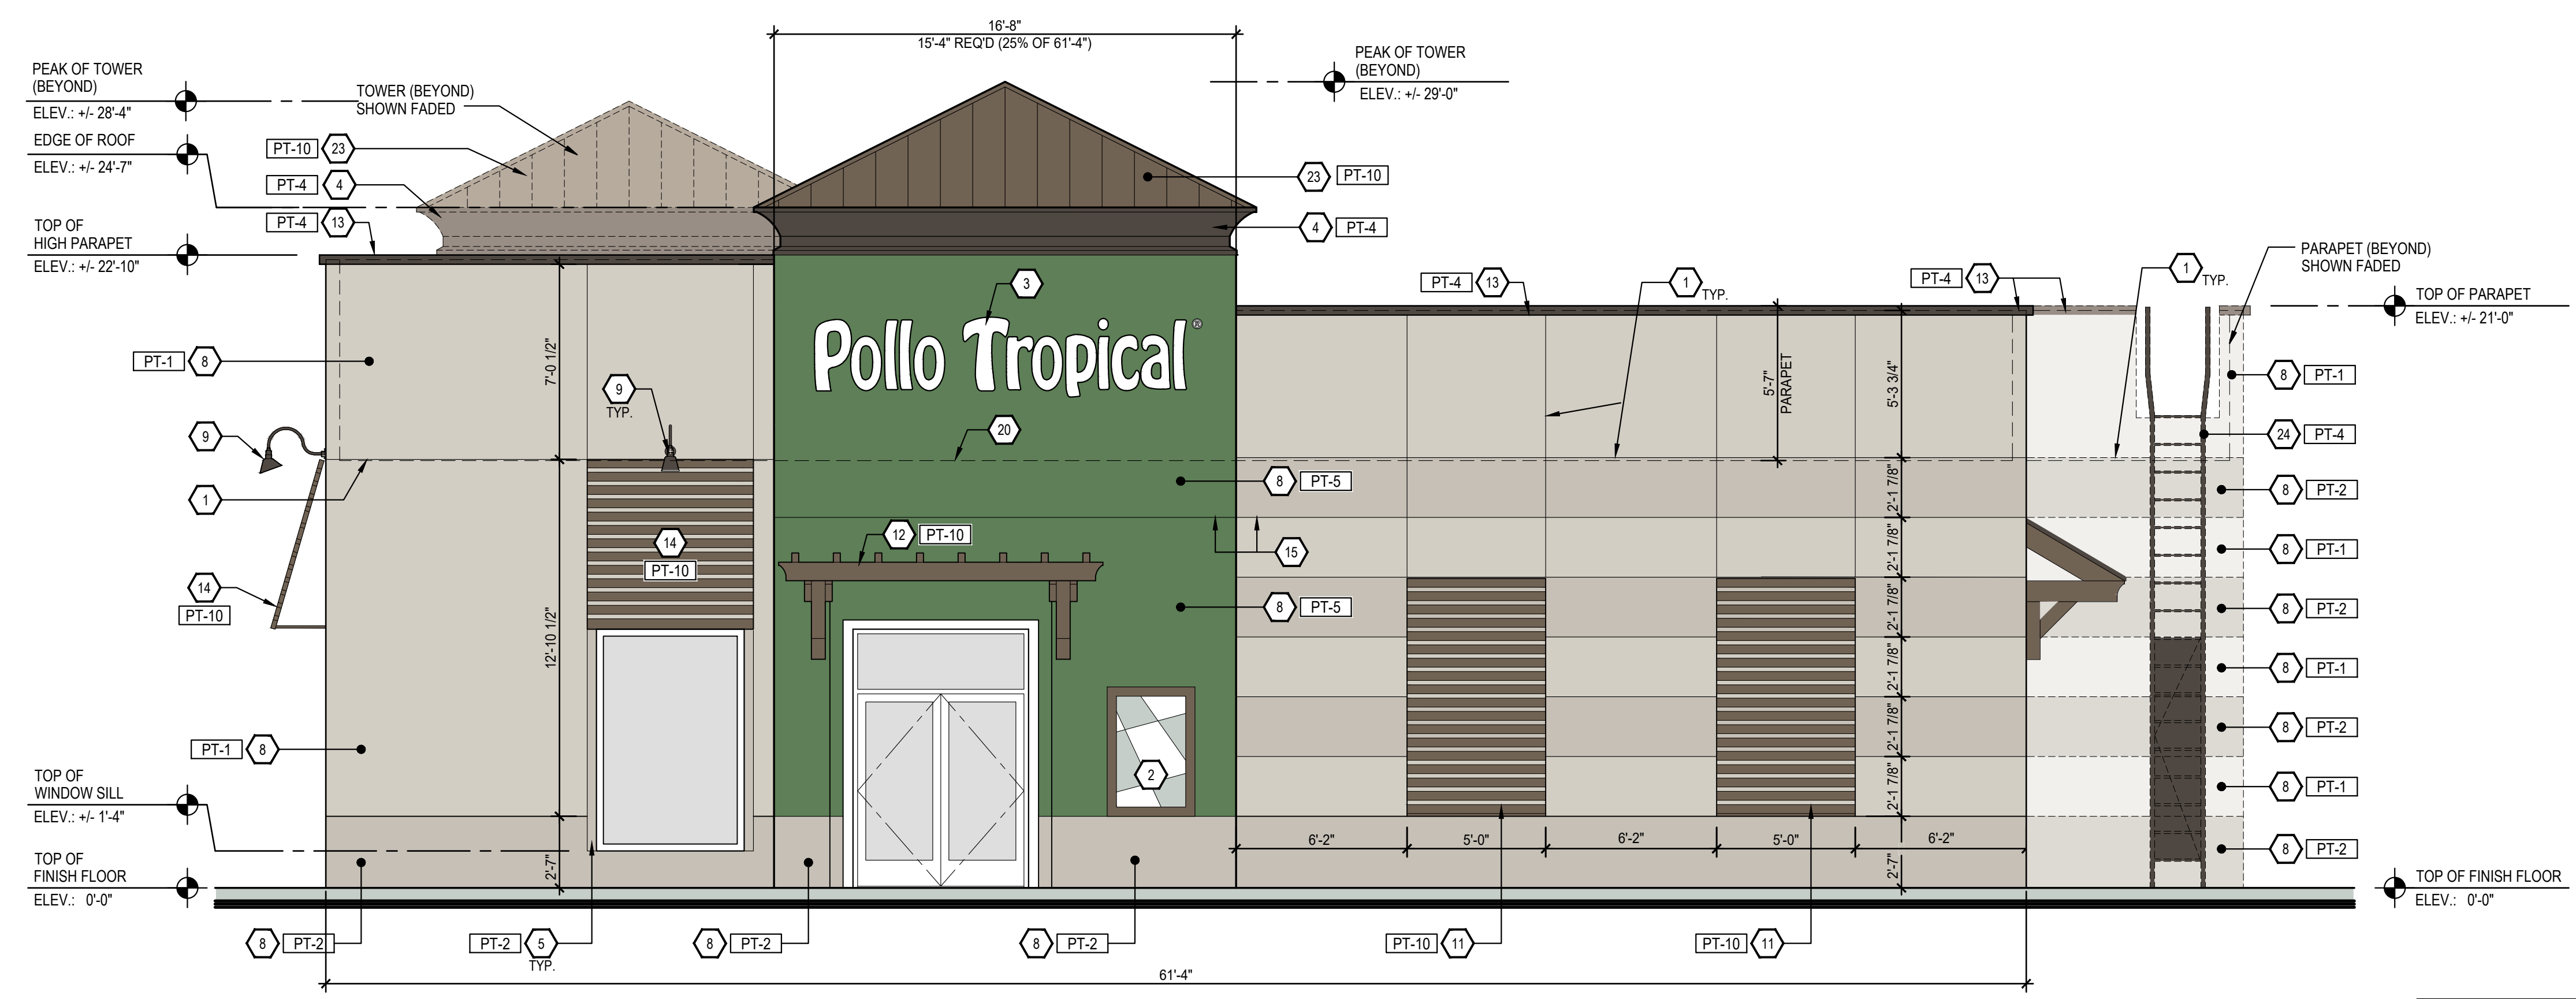 16'-8"
15'-4" REQ'D (25% OF 61'-4")
PEAK OF TOWER
(BEYOND)
ELEV.: +/- 28'-4"
TOWER (BEYOND)
SHOWN FADED
PEAK OF TOWER
(BEYOND)
ELEV.: +/- 29'-0"
EDGE OF ROOF
ELEV.: +/- 24'-7"
PT-10 23
PT-4 4
PT-4 13
23 PT-10
4 PT-4
TOP OF
HIGH PARAPET
ELEV.: +/- 22'-10"
PARAPET (BEYOND)
SHOWN FADED
PT-4 13
1 TYP.
PT-4 13
1 TYP.
TOP OF PARAPET
ELEV.: +/- 21'-0"
3
Pollo Tropical®
PT-1 8
7'-0 1/2"
9
TYP.
5'-7"
PARAPET
5'-3 3/4"
8 PT-1
9
20
24 PT-4
1
8 PT-5
2'-1 7/8"
8 PT-2
14
PT-10
12 PT-10
15
2'-1 7/8"
8 PT-1
14
PT-10
8 PT-5
2'-1 7/8"
8 PT-2
12'-10 1/2"
2'-1 7/8"
8 PT-1
2'-1 7/8"
8 PT-2
PT-1 8
2
2'-1 7/8"
8 PT-1
TOP OF
WINDOW SILL
ELEV.: +/- 1'-4"
6'-2"
5'-0"
6'-2"
5'-0"
6'-2"
8 PT-2
TOP OF
FINISH FLOOR
ELEV.: 0'-0"
2'-7"
2'-7"
TOP OF FINISH FLOOR
ELEV.: 0'-0"
8 PT-2
PT-2 5
TYP.
8 PT-2
8 PT-2
PT-10 11
PT-10 11
61'-4"